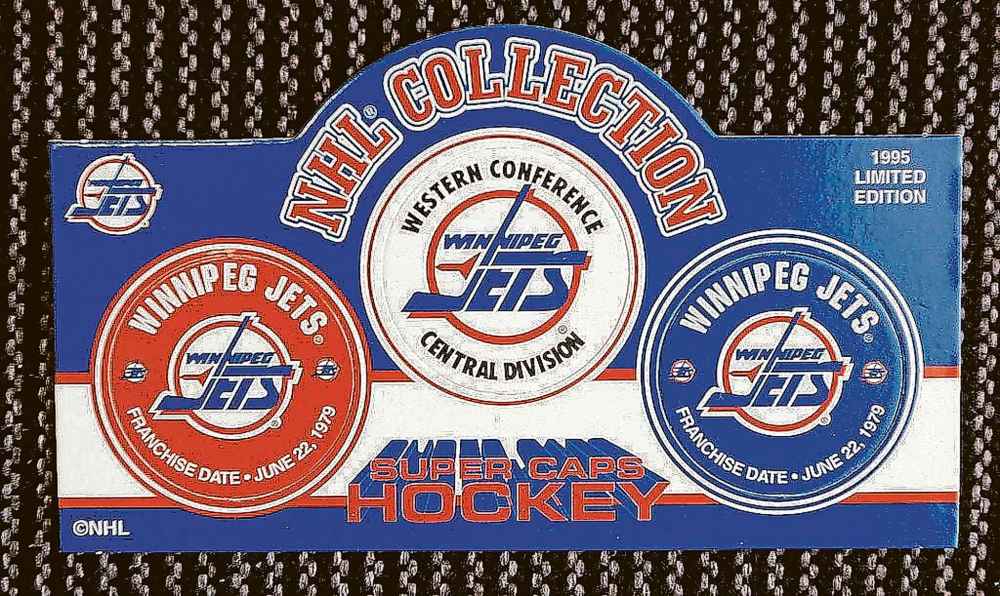 NHL® COLLECTION
1995
LIMITED
EDITION
WINNIPEG
JETS
WESTERN CONFERENCE
WINNIPEG
JETS
®
CENTRAL DIVISION
WINNIPEG JETS®
WINNIPEG
JETS
®
FRANCHISE DATE • JUNE 22, 1979
WINNIPEG JETS®
WINNIPEG
JETS
®
FRANCHISE DATE • JUNE 22, 1979
SUPER CAPS
HOCKEY
©NHL